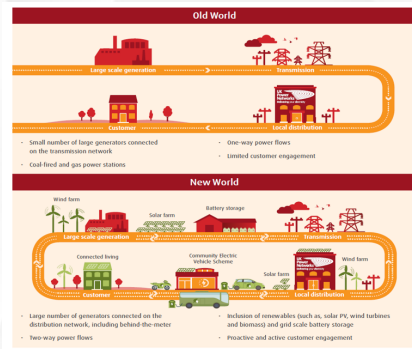 Old World
Large scale generation
Transmission
UK
Power
Networks
Customer
Local distribution
· Small number of large generators connected
on the transmission network
· Coal-fired and gas power stations
· One-way power flows
· Limited customer engagement
New World
Wind farm
Solar farm
Battery storage
Large scale generation
Transmission
Connected living
Community Electric
Vehicle Scheme
Solar farm
Wind farm
Customer
Local distribution
· Large number of generators connected on the
distribution network, including behind-the-meter
· Two-way power flows
· Inclusion of renewables (such as, solar PV, wind turbines
and biomass) and grid scale battery storage
· Proactive and active customer engagement